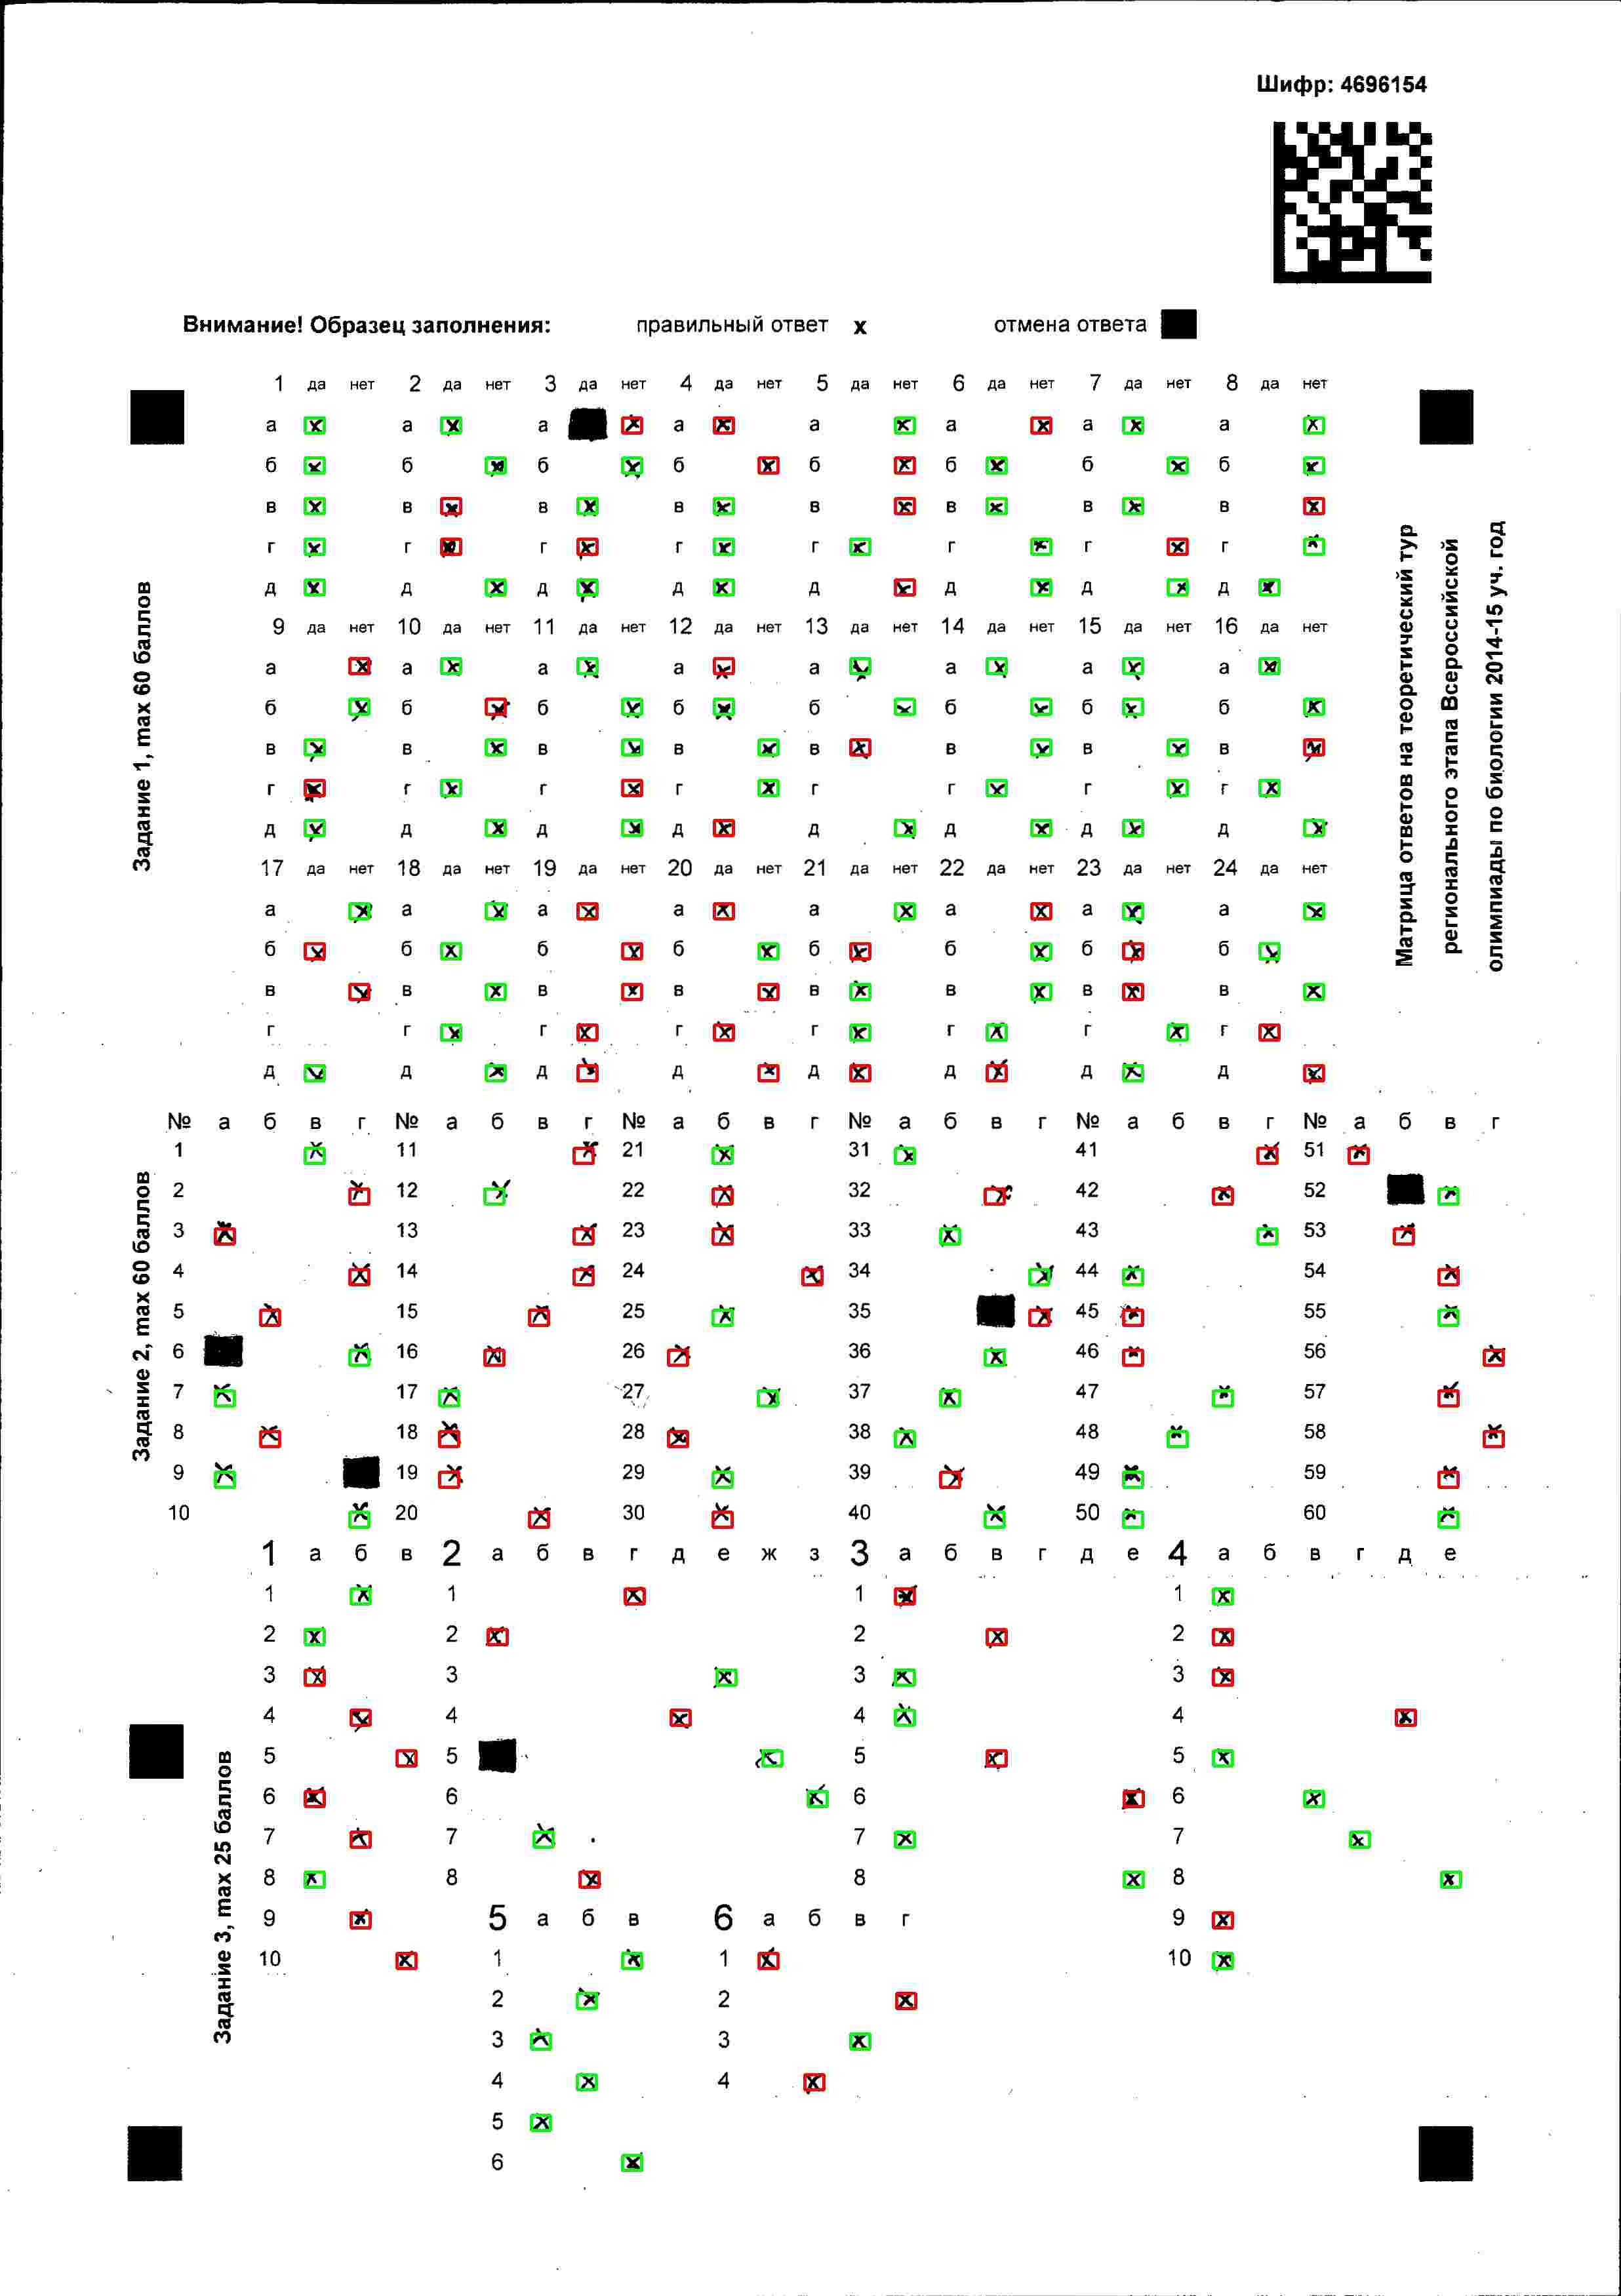 Шифр: 4696154
Внимание! Образец заполнения: правильный ответ х отмена ответа
Матрица ответов на теоретический тур
регионального этапа Всероссийской
олимпиады по биологии 2014-15 уч. год
Задание 1, max 60 баллов
1 да нет 2 да нет 3 да нет 4 да нет 5 да нет 6 да нет 7 да нет 8 да нет
а а а а а а а а
б б б б б б б б
в в в в в в в в
г г г г г г г г
д д д д д д д д
9 да нет 10 да нет 11 да нет 12 да нет 13 да нет 14 да нет 15 да нет 16 да нет
а а а а а а а а
б б б б б б б б
в в в в в в в в
г г г г г г г г
д д д д д д д д
17 да нет 18 да нет 19 да нет 20 да нет 21 да нет 22 да нет 23 да нет 24 да нет
а а а а а а а а
б б б б б б б б
в в в в в в в в
г г г г г г г г
д д д д д д д д
Задание 2, max 60 баллов
№ а б в г № а б в г № а б в г № а б в г № а б в г № а б в г
1 11 21 31 41 51
2 12 22 32 42 52
3 13 23 33 43 53
4 14 24 34 44 54
5 15 25 35 45 55
6 16 26 36 46 56
7 17 27 37 47 57
8 18 28 38 48 58
9 19 29 39 49 59
10 20 30 40 50 60
Задание 3, max 25 баллов
1 а б в 2 а б в г д е ж з 3 а б в г д е 4 а б в г д е
1 1 1 1
2 2 2 2
3 3 3 3
4 4 4 4
5 5 5 5
6 6 6 6
7 7 7 7
8 8 8 8
9 5 а б в 6 а б в г 9
10 1 1 10
2 2
3 3
4 4
5
6